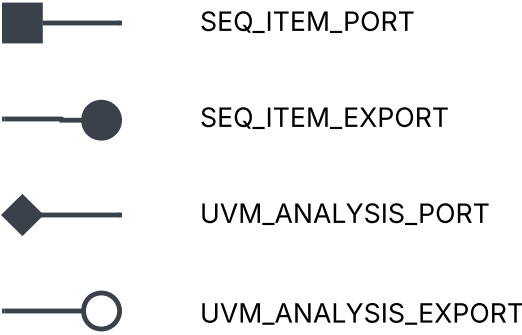 SEQ_ITEM_PORT
SEQ_ITEM_EXPORT
UVM_ANALYSIS_PORT
UVM_ANALYSIS_EXPORT